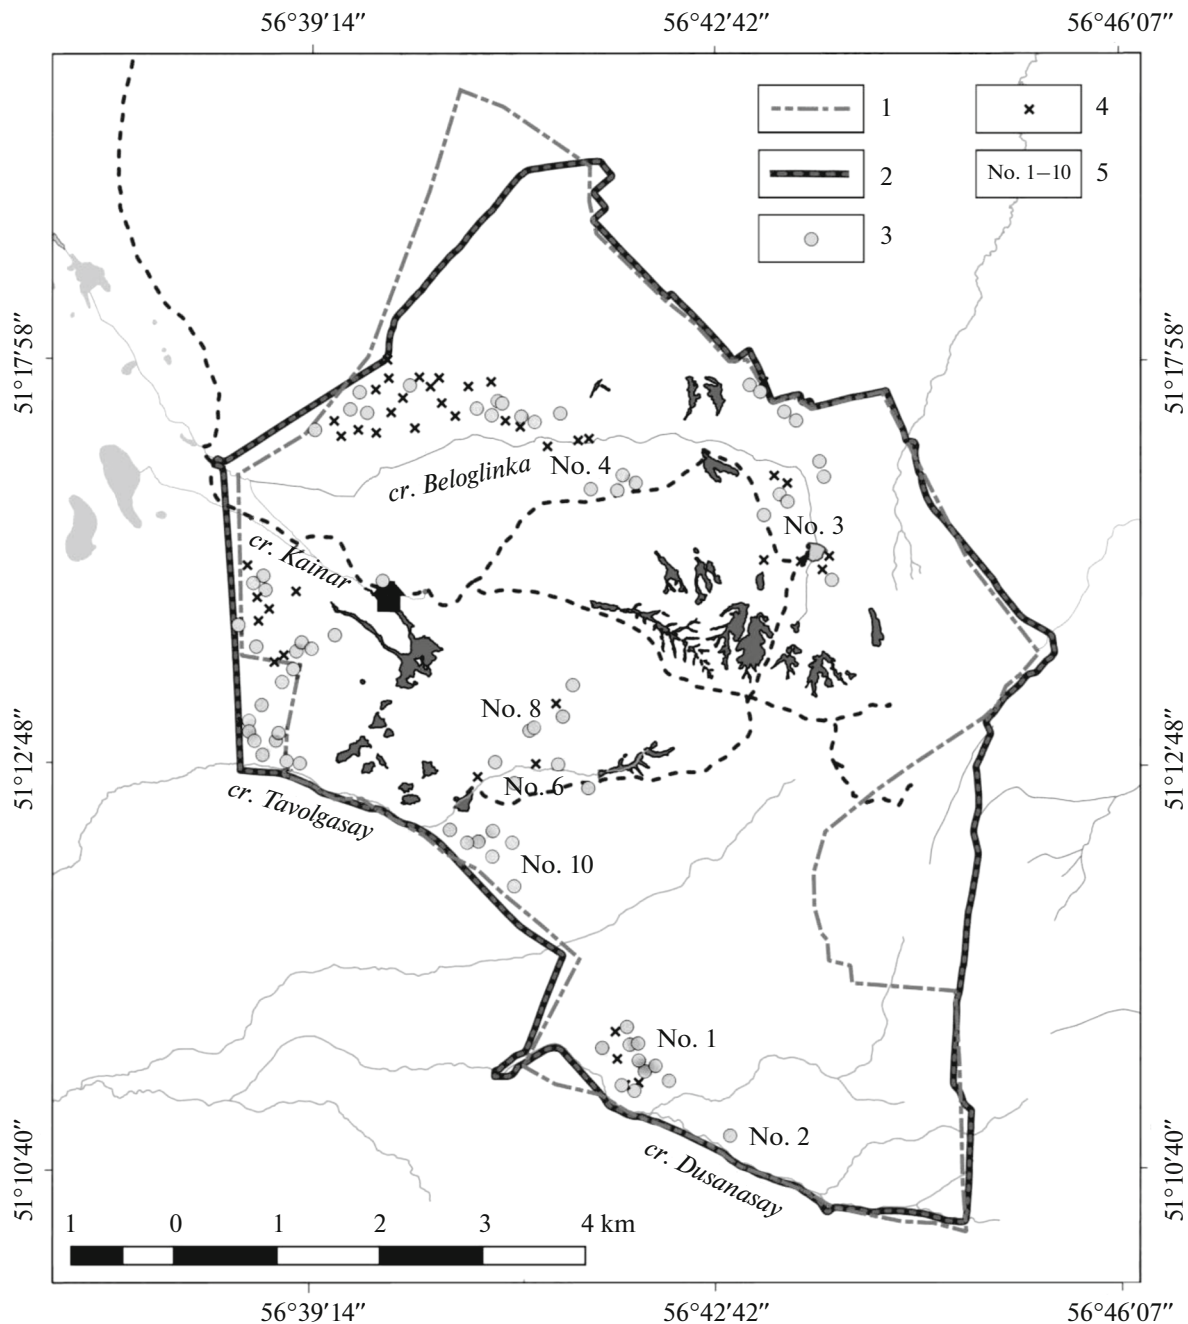 56°39′14″ 56°42′42″ 56°46′07″
1 4
2 No. 1–10 5
3
51°17′58″ 51°17′58″
cr. Beloglinka No. 4
No. 3
cr. Kainar
No. 8
51°12′48″ 51°12′48″
No. 6
cr. Tavolgasay
No. 10
No. 1
No. 2
51°10′40″ 51°10′40″
cr. Dusanasay
1 0 1 2 3 4 km
56°39′14″ 56°42′42″ 56°46′07″